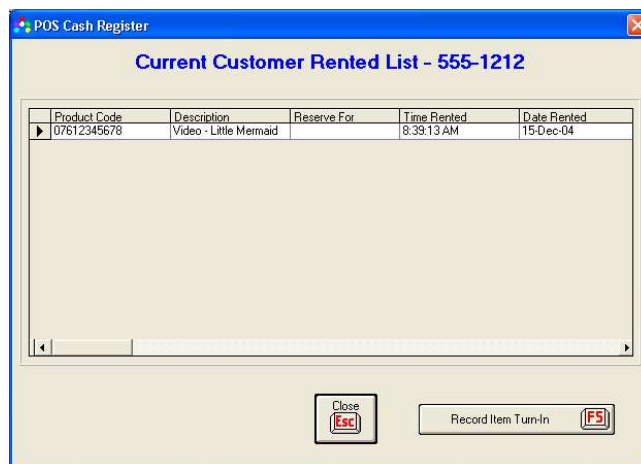 POS Cash Register
Current Customer Rented List - 555-1212
Product Code Description Reserve For Time Rented Date Rented
07612345678 Video - Little Mermaid 8:39:13 AM 15-Dec-04
Close
Esc
Record Item Turn-In F5